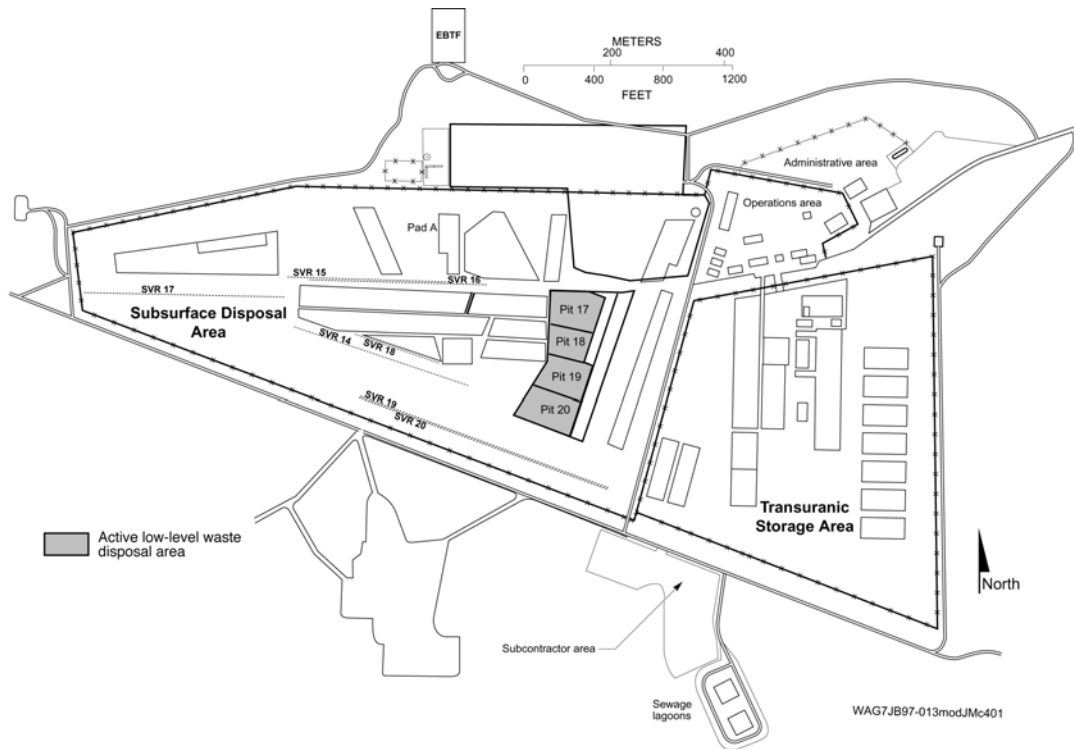 EBTF
METERS
200
400
0
400
800
1200
FEET
Administrative area
Operations area
Pad A
SVR 15
SVR 16
SVR 17
Subsurface Disposal
Area
Pit 17
Pit 18
SVR 14
SVR 18
Pit 19
Pit 20
SVR 19
SVR 20
Transuranic
Storage Area
Active low-level waste
disposal area
North
Subcontractor area
Sewage
lagoons
WAG7JB97-013modJMc401